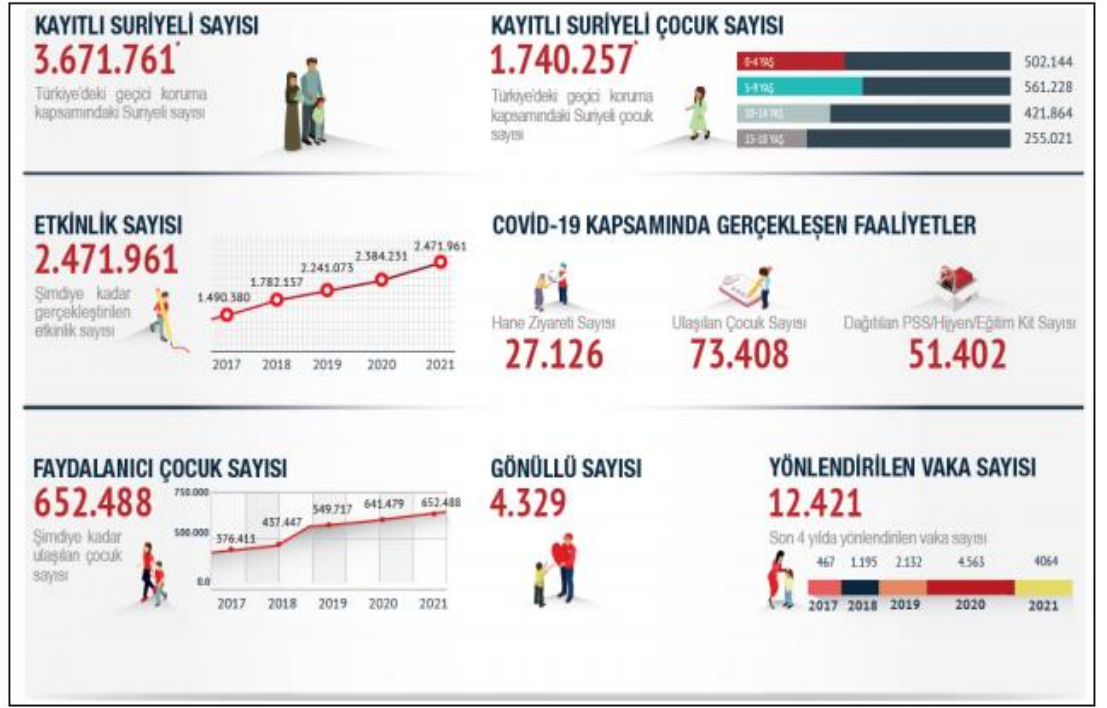 KAYITLI SURİYELİ SAYISI
3.671.761*
Türkiye'deki geçici koruma
kapsamındaki Suriyeli sayısı
KAYITLI SURİYELİ ÇOCUK SAYISI
1.740.257*
Türkiye'deki geçici koruma
kapsamındaki Suriyeli çocuk
sayısı
0-4 YAŞ 502.144
5-9 YAŞ 561.228
10-14 YAŞ 421.864
15-18 YAŞ 255.021
ETKİNLİK SAYISI
2.471.961
Şimdiye kadar
gerçekleştirilen
etkinlik sayısı
1.490.380
1.782.157
2.241.073
2.384.231
2.471.961
2017 2018 2019 2020 2021
COVİD-19 KAPSAMINDA GERÇEKLEŞEN FAALİYETLER
Hane Ziyareti Sayısı
27.126
Ulaşılan Çocuk Sayısı
73.408
Dağıtılan PSS/Hijyen/Eğitim Kit Sayısı
51.402
FAYDALANICI ÇOCUK SAYISI
652.488
Şimdiye kadar
ulaşılan çocuk
sayısı
750.000
500.000
0.0
376.411
437.447
549.717
641.479
652.488
2017 2018 2019 2020 2021
GÖNÜLLÜ SAYISI
4.329
YÖNLENDİRİLEN VAKA SAYISI
12.421
Son 4 yılda yönlendirilen vaka sayısı
467 1.195 2.132 4.563 4064
2017 2018 2019 2020 2021